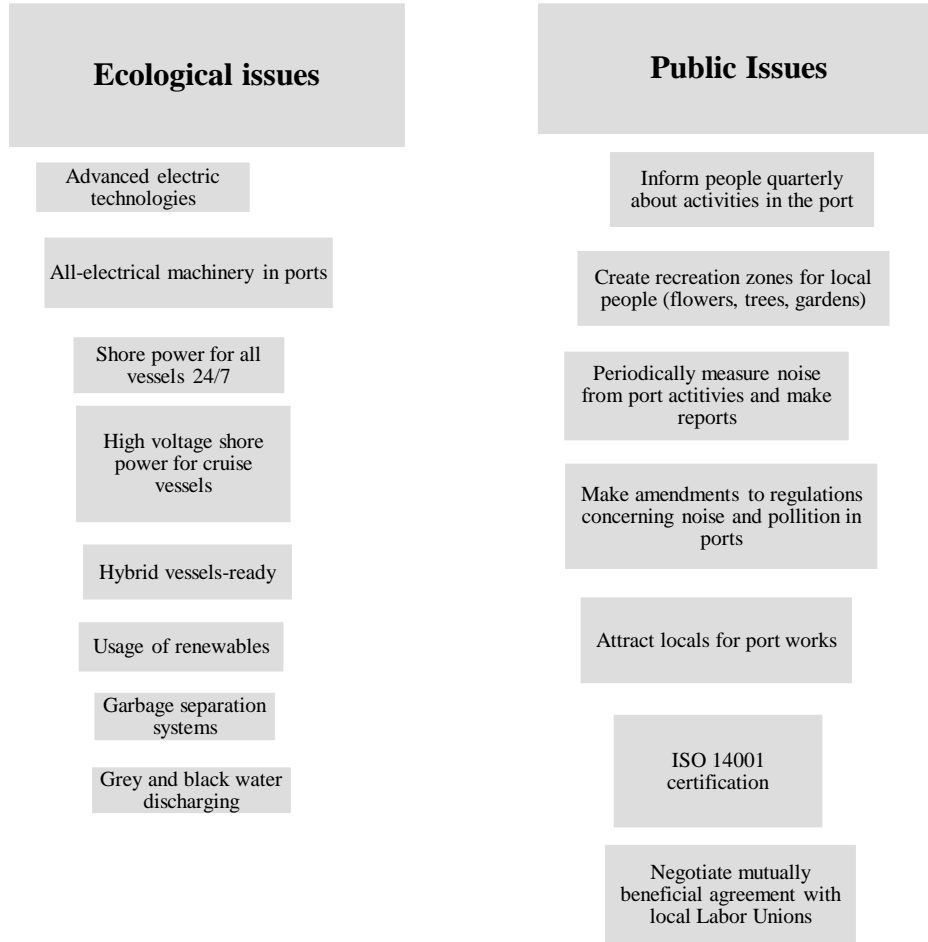 Ecological issues
Advanced electric
technologies
All-electrical machinery in ports
Shore power for all
vessels 24/7
High voltage shore
power for cruise
vessels
Hybrid vessels-ready
Usage of renewables
Garbage separation
systems
Grey and black water
discharging
Public Issues
Inform people quarterly
about activities in the port
Create recreation zones for local
people (flowers, trees, gardens)
Periodically measure noise
from port actitivies and make
reports
Make amendments to regulations
concerning noise and pollition in
ports
Attract locals for port works
ISO 14001
certification
Negotiate mutually
beneficial agreement with
local Labor Unions